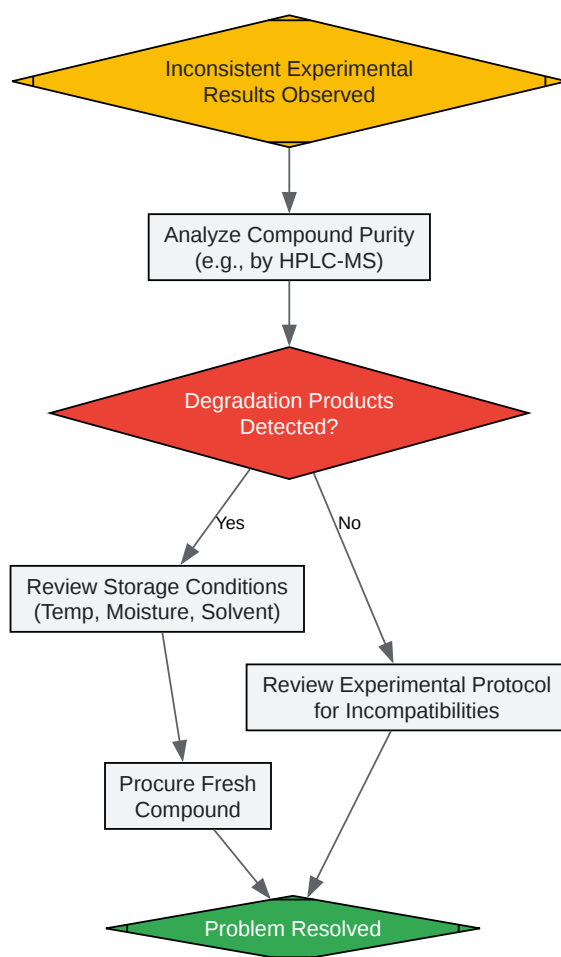 Inconsistent Experimental
Results Observed
Analyze Compound Purity
(e.g., by HPLC-MS)
Degradation Products
Detected?
Yes
No
Review Storage Conditions
(Temp, Moisture, Solvent)
Review Experimental Protocol
for Incompatibilities
Procure Fresh
Compound
Problem Resolved